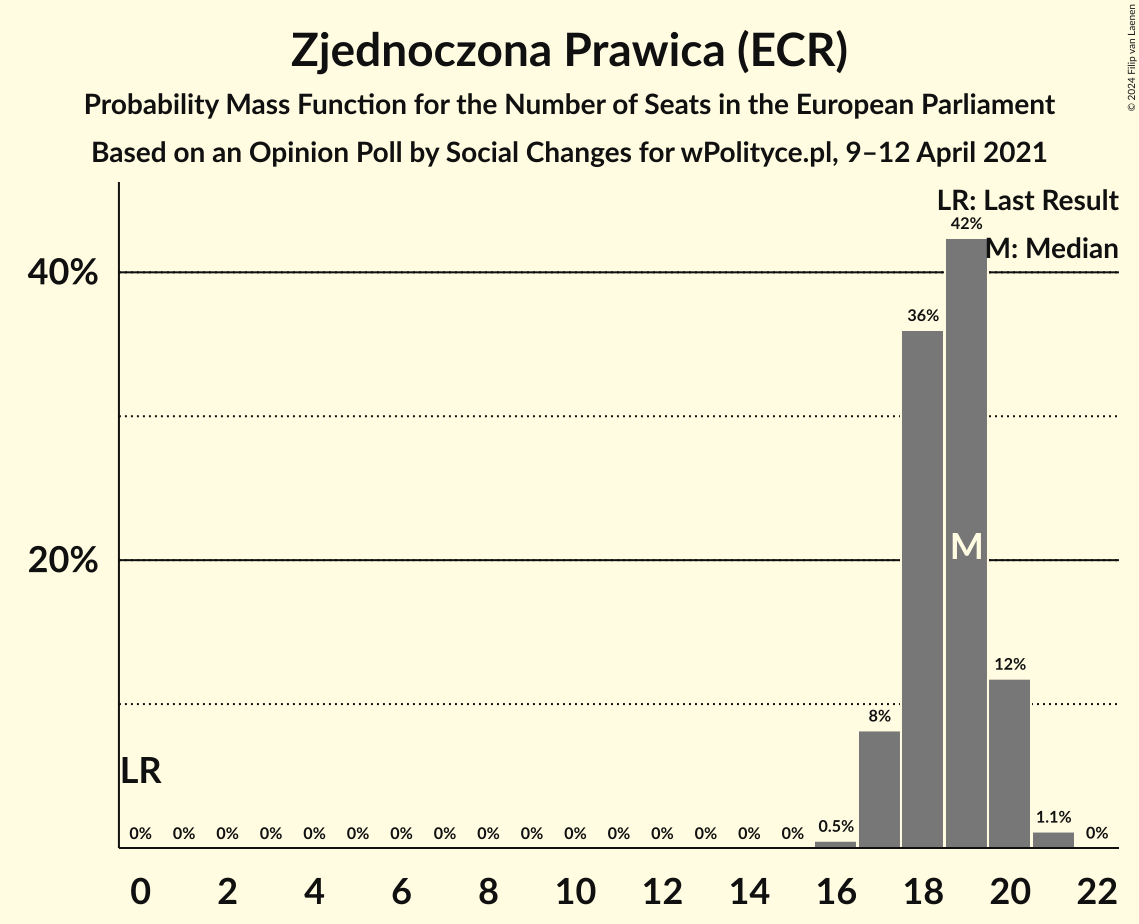 Zjednoczona Prawica (ECR)
Probability Mass Function for the Number of Seats in the European Parliament
Based on an Opinion Poll by Social Changes for wPolityce.pl, 9–12 April 2021
© 2024 Filip van Laenen
LR: Last Result
M: Median
42%
40%
36%
20%
M
12%
8%
LR
0% 0% 0% 0% 0% 0% 0% 0% 0% 0% 0% 0% 0% 0% 0% 0% 0.5% 1.1% 0%
0 2 4 6 8 10 12 14 16 18 20 22